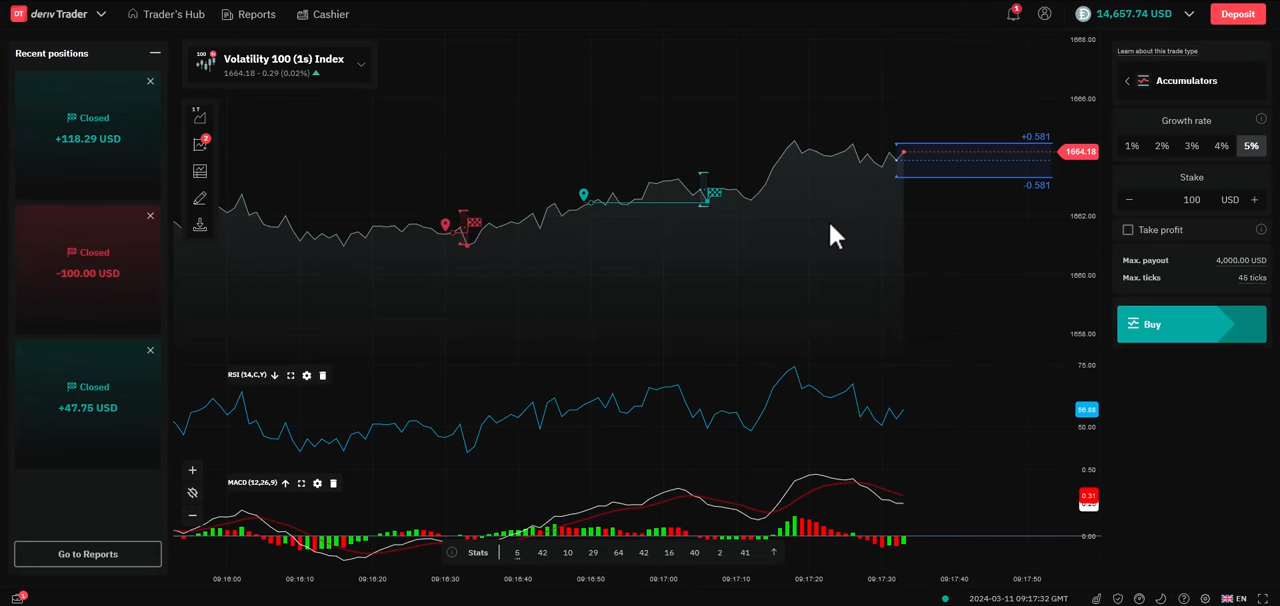 DT deriv Trader
Trader's Hub
Reports
Cashier
1
14,657.74 USD
Deposit
Recent positions
Closed
+118.29 USD
Closed
-100.00 USD
Closed
+47.75 USD
Go to Reports
100 1s
Volatility 100 (1s) Index
1664.18 - 0.29 (0.02%)
1T
2
1668.00
1666.00
+0.581
1664.18
-0.581
1662.00
1660.00
1658.00
RSI (14,C,Y)
75.00
56.88
50.00
MACD (12,26,9)
0.50
0.31
0.00
Stats 5 42 10 29 64 42 16 40 2 41
09:16:00 09:16:10 09:16:20 09:16:30 09:16:40 09:16:50 09:17:00 09:17:10 09:17:20 09:17:30 09:17:40 09:17:50
Learn about this trade type
Accumulators
Growth rate
1% 2% 3% 4% 5%
Stake
− 100 USD +
Take profit
Max. payout 4,000.00 USD
Max. ticks 45 ticks
Buy
1
2024-03-11 09:17:32 GMT
EN